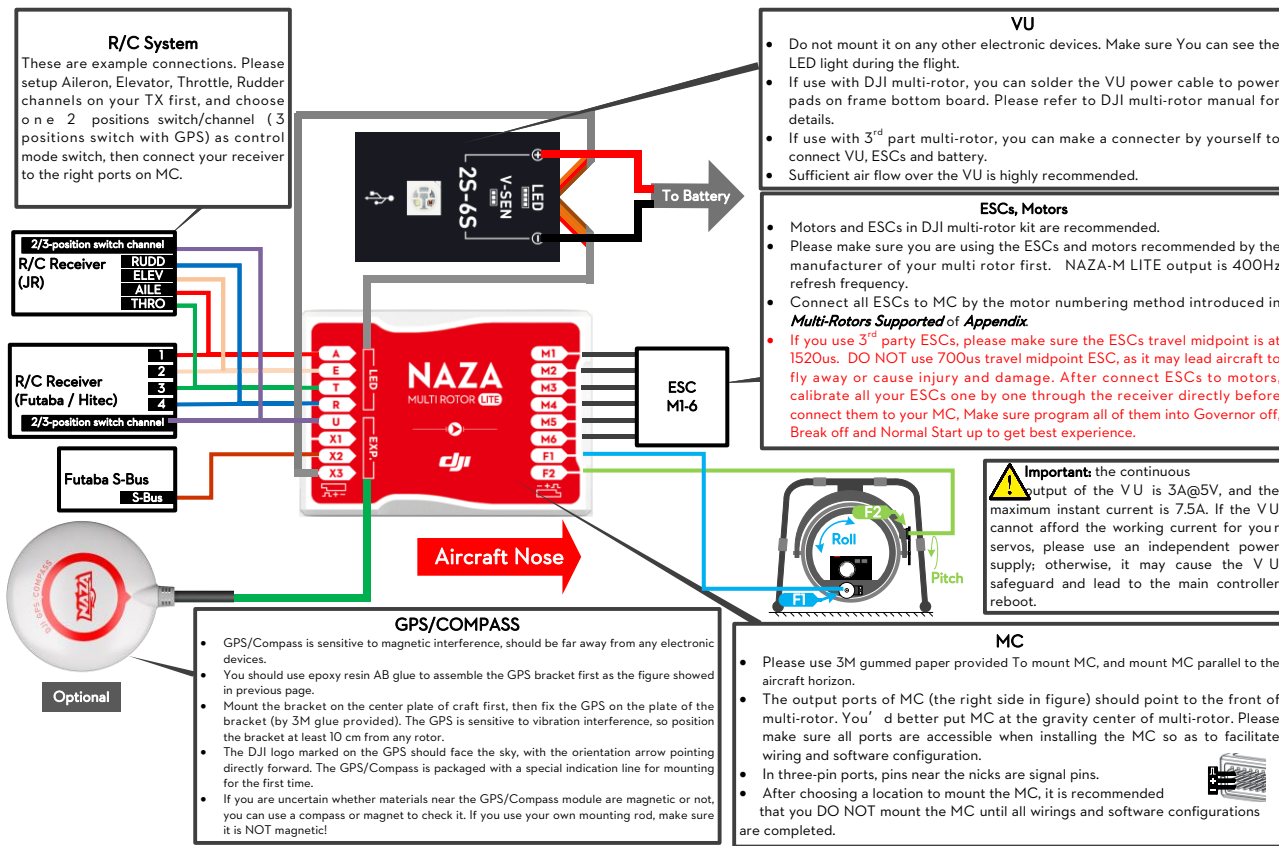 R/C System
These are example connections. Please
setup Aileron, Elevator, Throttle, Rudder
channels on your TX first, and choose
one 2 positions switch/channel (3
positions switch with GPS) as control
mode switch, then connect your receiver
to the right ports on MC.
2/3-position switch channel
R/C Receiver
(JR)
RUDD
ELEV
AILE
THRO
R/C Receiver
(Futaba / Hitec)
1
2
3
4
2/3-position switch channel
Futaba S-Bus
S-Bus
DJI GPS COMPASS
NAZA
Optional
2S-6S
V-SEN
LED
To Battery
A
E
T
R
U
X1
X2
X3
LED
EXP.
NAZA
MULTI ROTOR LITE
dji
M1
M2
M3
M4
M5
M6
F1
F2
ESC
M1-6
Aircraft Nose
F2
Roll
Pitch
F1
VU
• Do not mount it on any other electronic devices. Make sure You can see the
LED light during the flight.
• If use with DJI multi-rotor, you can solder the VU power cable to power
pads on frame bottom board. Please refer to DJI multi-rotor manual for
details.
• If use with 3rd part multi-rotor, you can make a connecter by yourself to
connect VU, ESCs and battery.
• Sufficient air flow over the VU is highly recommended.
ESCs, Motors
• Motors and ESCs in DJI multi-rotor kit are recommended.
• Please make sure you are using the ESCs and motors recommended by the
manufacturer of your multi rotor first. NAZA-M LITE output is 400Hz
refresh frequency.
• Connect all ESCs to MC by the motor numbering method introduced in
Multi-Rotors Supported of Appendix.
• If you use 3rd party ESCs, please make sure the ESCs travel midpoint is at
1520us. DO NOT use 700us travel midpoint ESC, as it may lead aircraft to
fly away or cause injury and damage. After connect ESCs to motors,
calibrate all your ESCs one by one through the receiver directly before
connect them to your MC, Make sure program all of them into Governor off,
Break off and Normal Start up to get best experience.
Important: the continuous
output of the VU is 3A@5V, and the
maximum instant current is 7.5A. If the VU
cannot afford the working current for your
servos, please use an independent power
supply; otherwise, it may cause the VU
safeguard and lead to the main controller
reboot.
GPS/COMPASS
• GPS/Compass is sensitive to magnetic interference, should be far away from any electronic
devices.
• You should use epoxy resin AB glue to assemble the GPS bracket first as the figure showed
in previous page.
• Mount the bracket on the center plate of craft first, then fix the GPS on the plate of the
bracket (by 3M glue provided). The GPS is sensitive to vibration interference, so position
the bracket at least 10 cm from any rotor.
• The DJI logo marked on the GPS should face the sky, with the orientation arrow pointing
directly forward. The GPS/Compass is packaged with a special indication line for mounting
for the first time.
• If you are uncertain whether materials near the GPS/Compass module are magnetic or not,
you can use a compass or magnet to check it. If you use your own mounting rod, make sure
it is NOT magnetic!
MC
• Please use 3M gummed paper provided To mount MC, and mount MC parallel to the
aircraft horizon.
• The output ports of MC (the right side in figure) should point to the front of
multi-rotor. You' d better put MC at the gravity center of multi-rotor. Please
make sure all ports are accessible when installing the MC so as to facilitate
wiring and software configuration.
• In three-pin ports, pins near the nicks are signal pins.
• After choosing a location to mount the MC, it is recommended
that you DO NOT mount the MC until all wirings and software configurations
are completed.